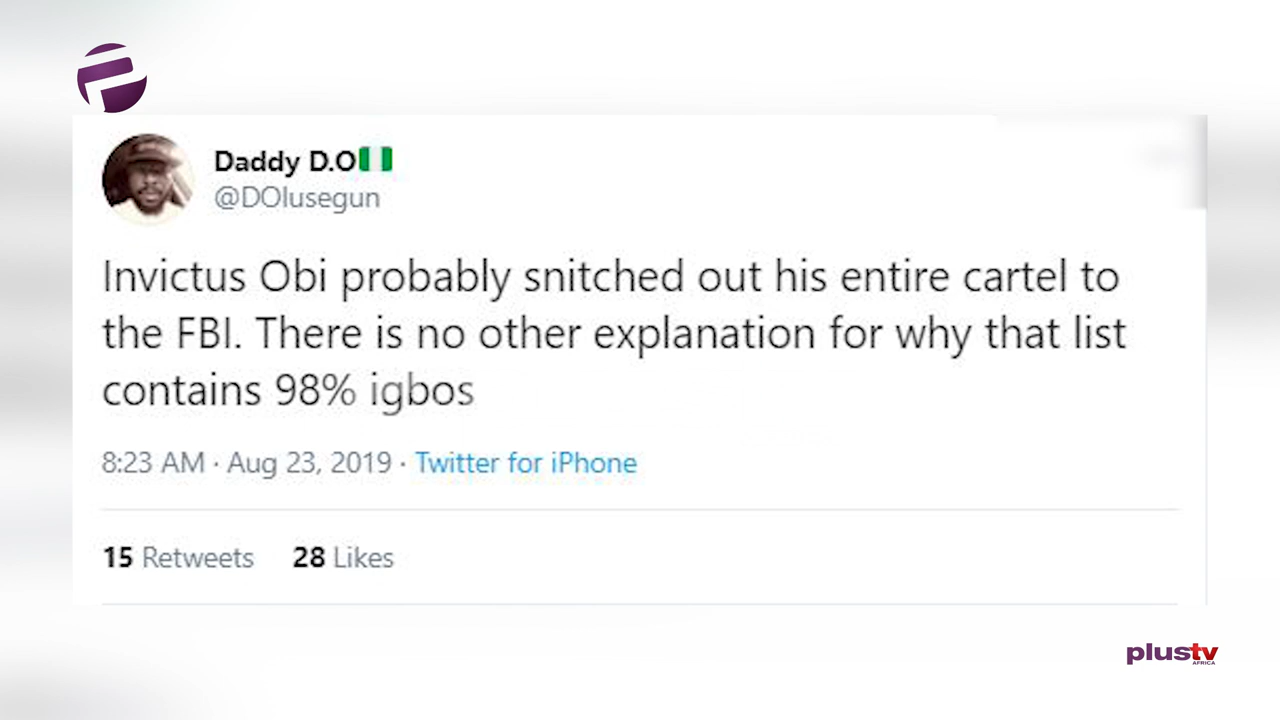 Daddy D.O
@DOlusegun
Invictus Obi probably snitched out his entire cartel to
the FBI. There is no other explanation for why that list
contains 98% igbos
8:23 AM · Aug 23, 2019 · Twitter for iPhone
15 Retweets 28 Likes
plustv
AFRICA